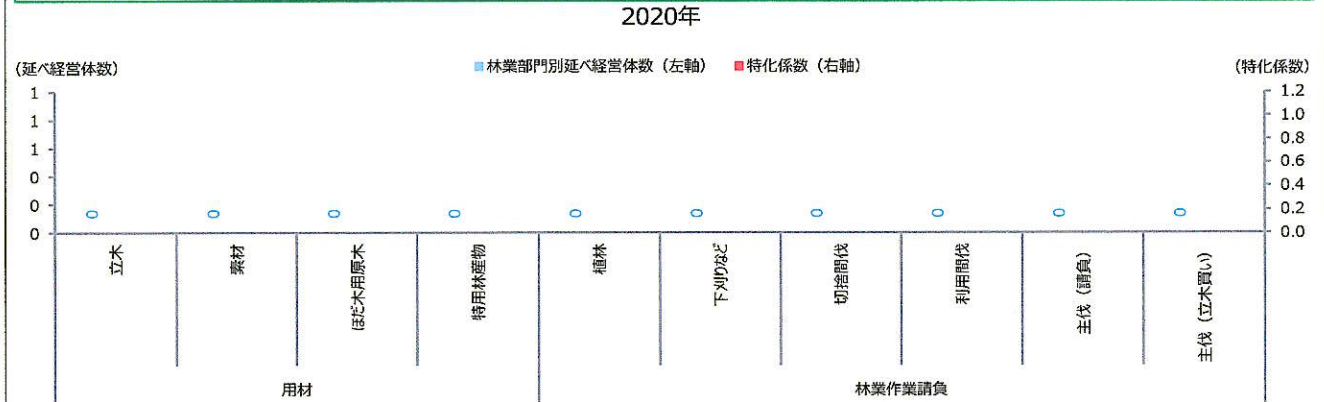 2020年
（延べ経営体数）
■林業部門別延べ経営体数（左軸） ■特化係数（右軸）
（特化係数）
1
1
1
0
0
0
1.2
1.0
0.8
0.6
0.4
0.2
0.0
0 0 0 0 0 0 0 0 0 0
立木
素材
ほだ木用原木
特用林産物
植林
下刈りなど
切捨間伐
利用間伐
主伐（請負）
主伐（立木買い）
用材
林業作業請負